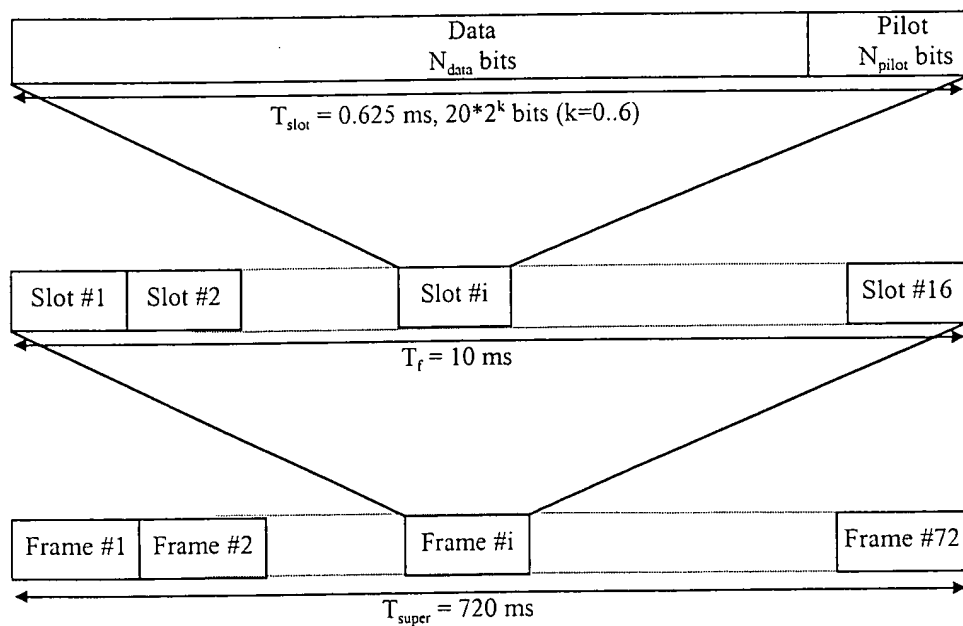 Data
N_data bits
Pilot
N_pilot bits
T_slot = 0.625 ms, 20*2^k bits (k=0..6)
Slot #1
Slot #2
Slot #i
Slot #16
T_f = 10 ms
Frame #1
Frame #2
Frame #i
Frame #72
T_super = 720 ms